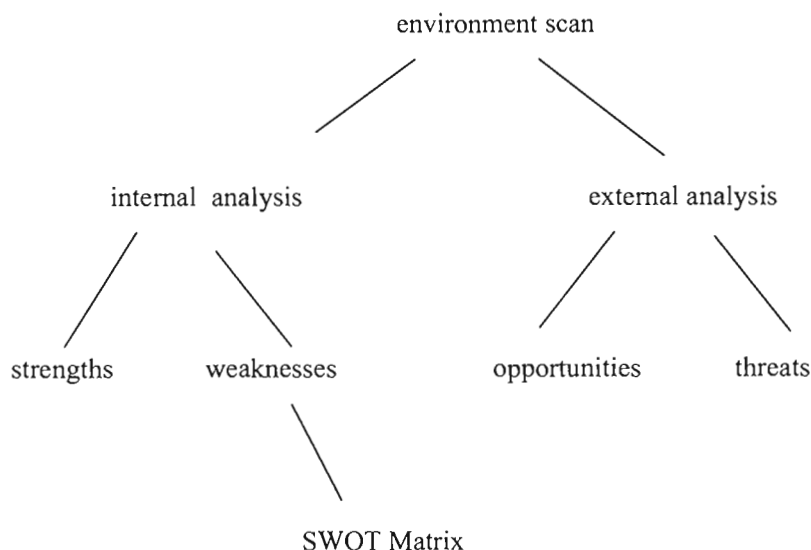 environment scan
internal analysis
external analysis
strengths
weaknesses
opportunities
threats
SWOT Matrix